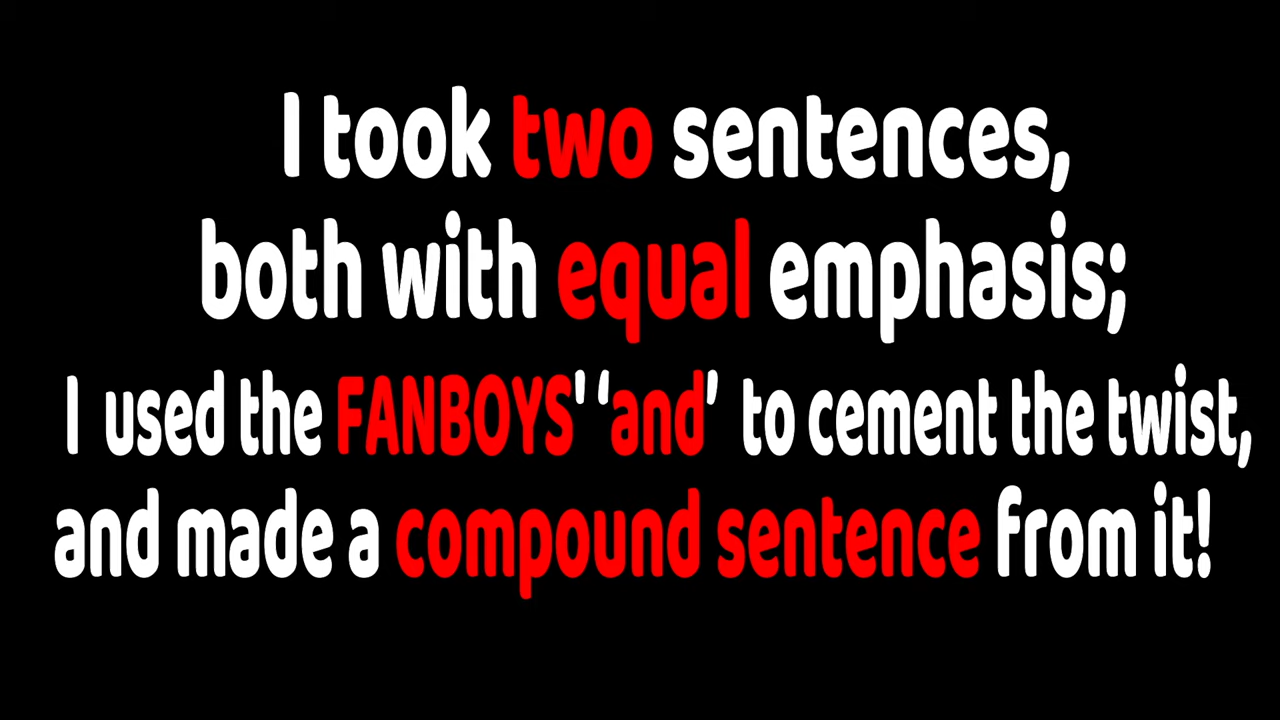 I took two sentences,
both with equal emphasis;
I used the FANBOYS' ‘and’ to cement the twist,
and made a compound sentence from it!